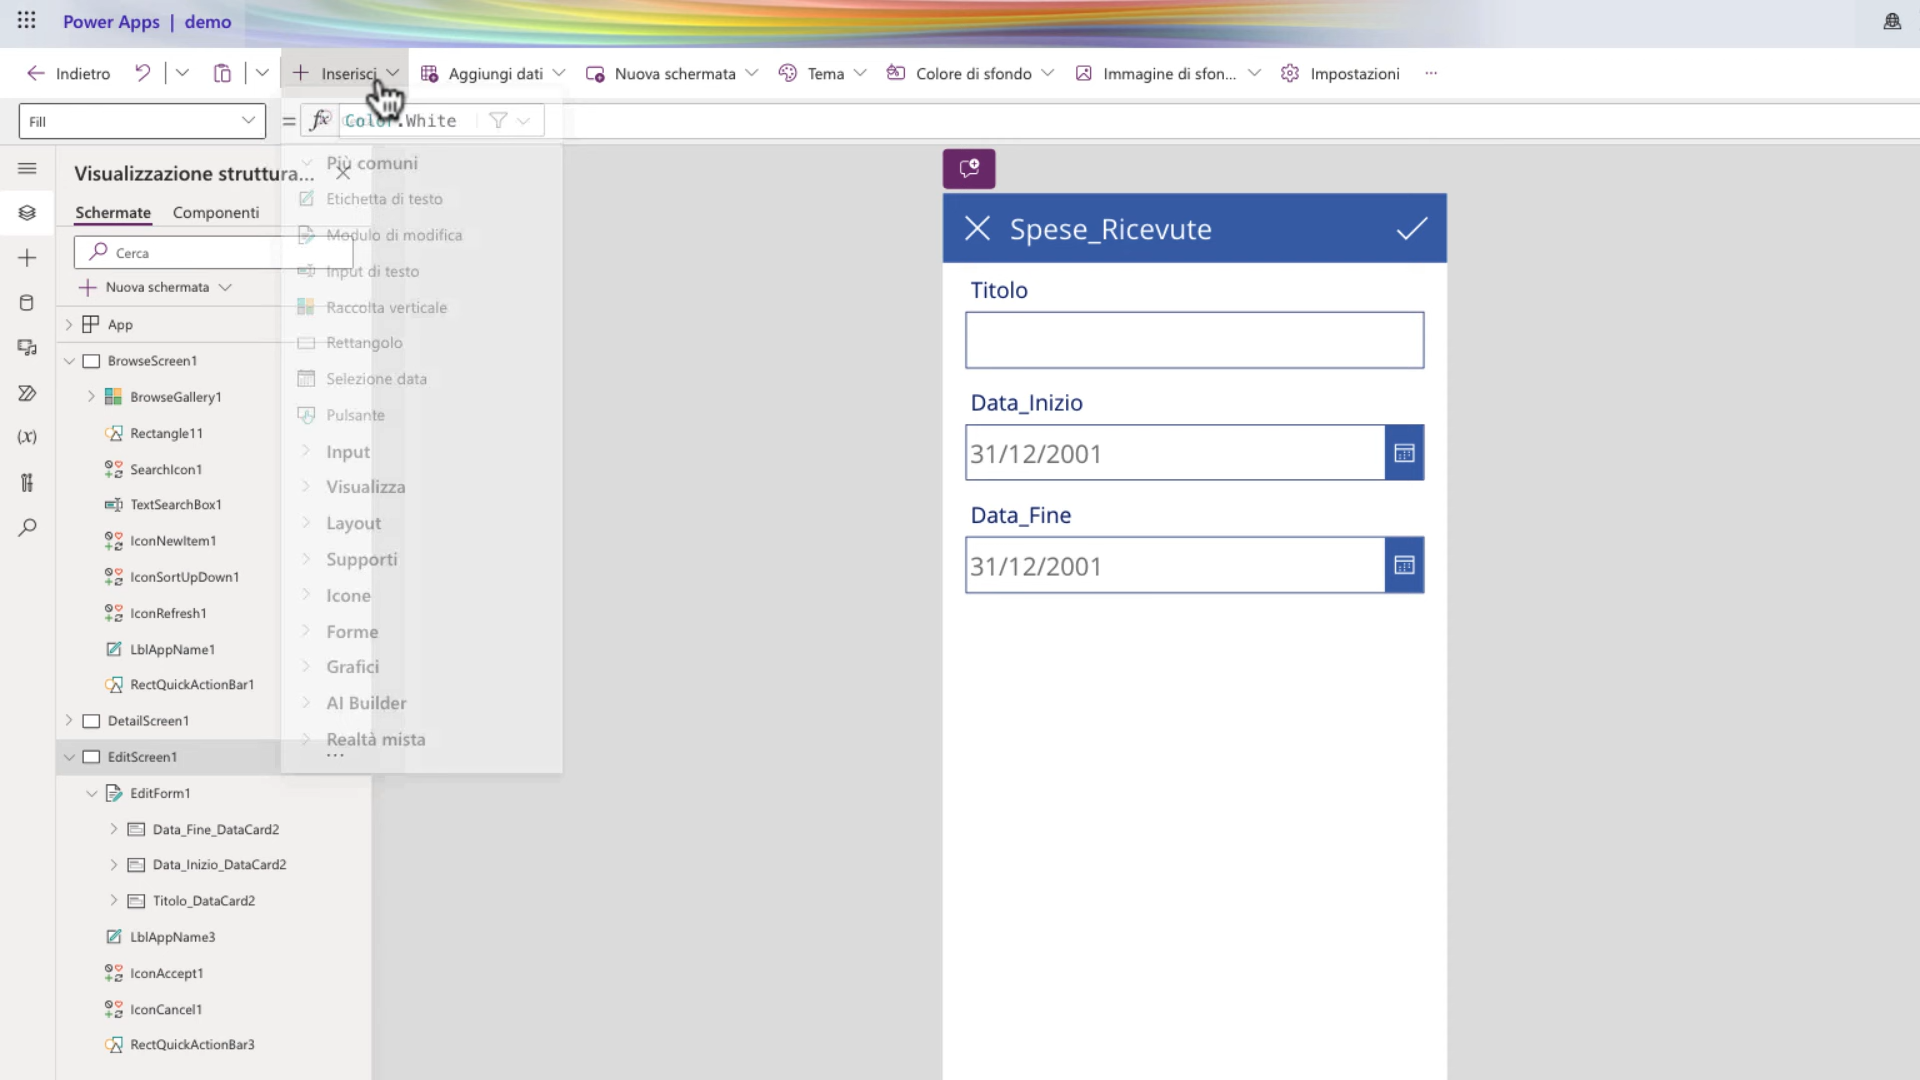 Power Apps | demo
Indietro
Inserisci
Aggiungi dati
Nuova schermata
Tema
Colore di sfondo
Immagine di sfon...
Impostazioni
Fill
= fx Color.White
Visualizzazione struttura...
Schermate Componenti
Cerca
Nuova schermata
App
BrowseScreen1
BrowseGallery1
Rectangle11
SearchIcon1
TextSearchBox1
IconNewItem1
IconSortUpDown1
IconRefresh1
LblAppName1
RectQuickActionBar1
DetailScreen1
EditScreen1
EditForm1
Data_Fine_DataCard2
Data_Inizio_DataCard2
Titolo_DataCard2
LblAppName3
IconAccept1
IconCancel1
RectQuickActionBar3
Più comuni
Etichetta di testo
Modulo di modifica
Input di testo
Raccolta verticale
Rettangolo
Selezione data
Pulsante
Input
Visualizza
Layout
Supporti
Icone
Forme
Grafici
AI Builder
Realtà mista
Spese_Ricevute
Titolo
Data_Inizio
31/12/2001
Data_Fine
31/12/2001